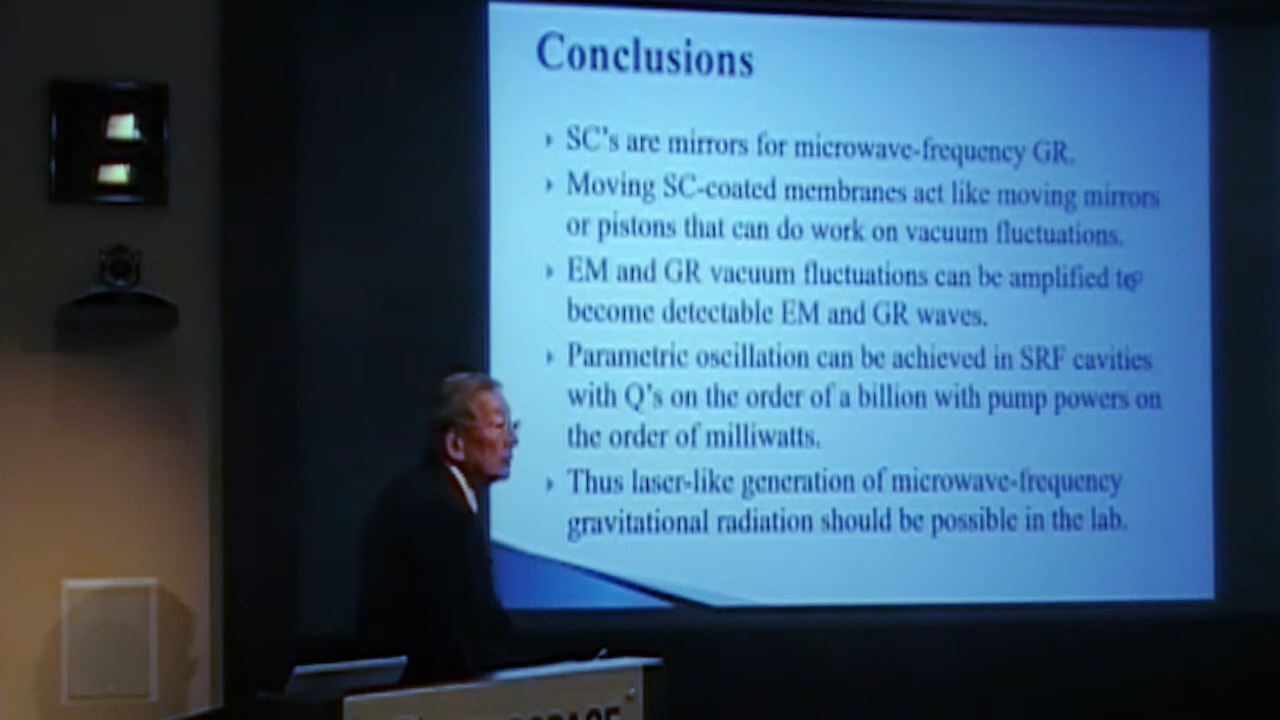 Conclusions
SC's are mirrors for microwave-frequency GR.
Moving SC-coated membranes act like moving mirrors
or pistons that can do work on vacuum fluctuations.
EM and GR vacuum fluctuations can be amplified to
become detectable EM and GR waves.
Parametric oscillation can be achieved in SRF cavities
with Q's on the order of a billion with pump powers on
the order of milliwatts.
Thus laser-like generation of microwave-frequency
gravitational radiation should be possible in the lab.